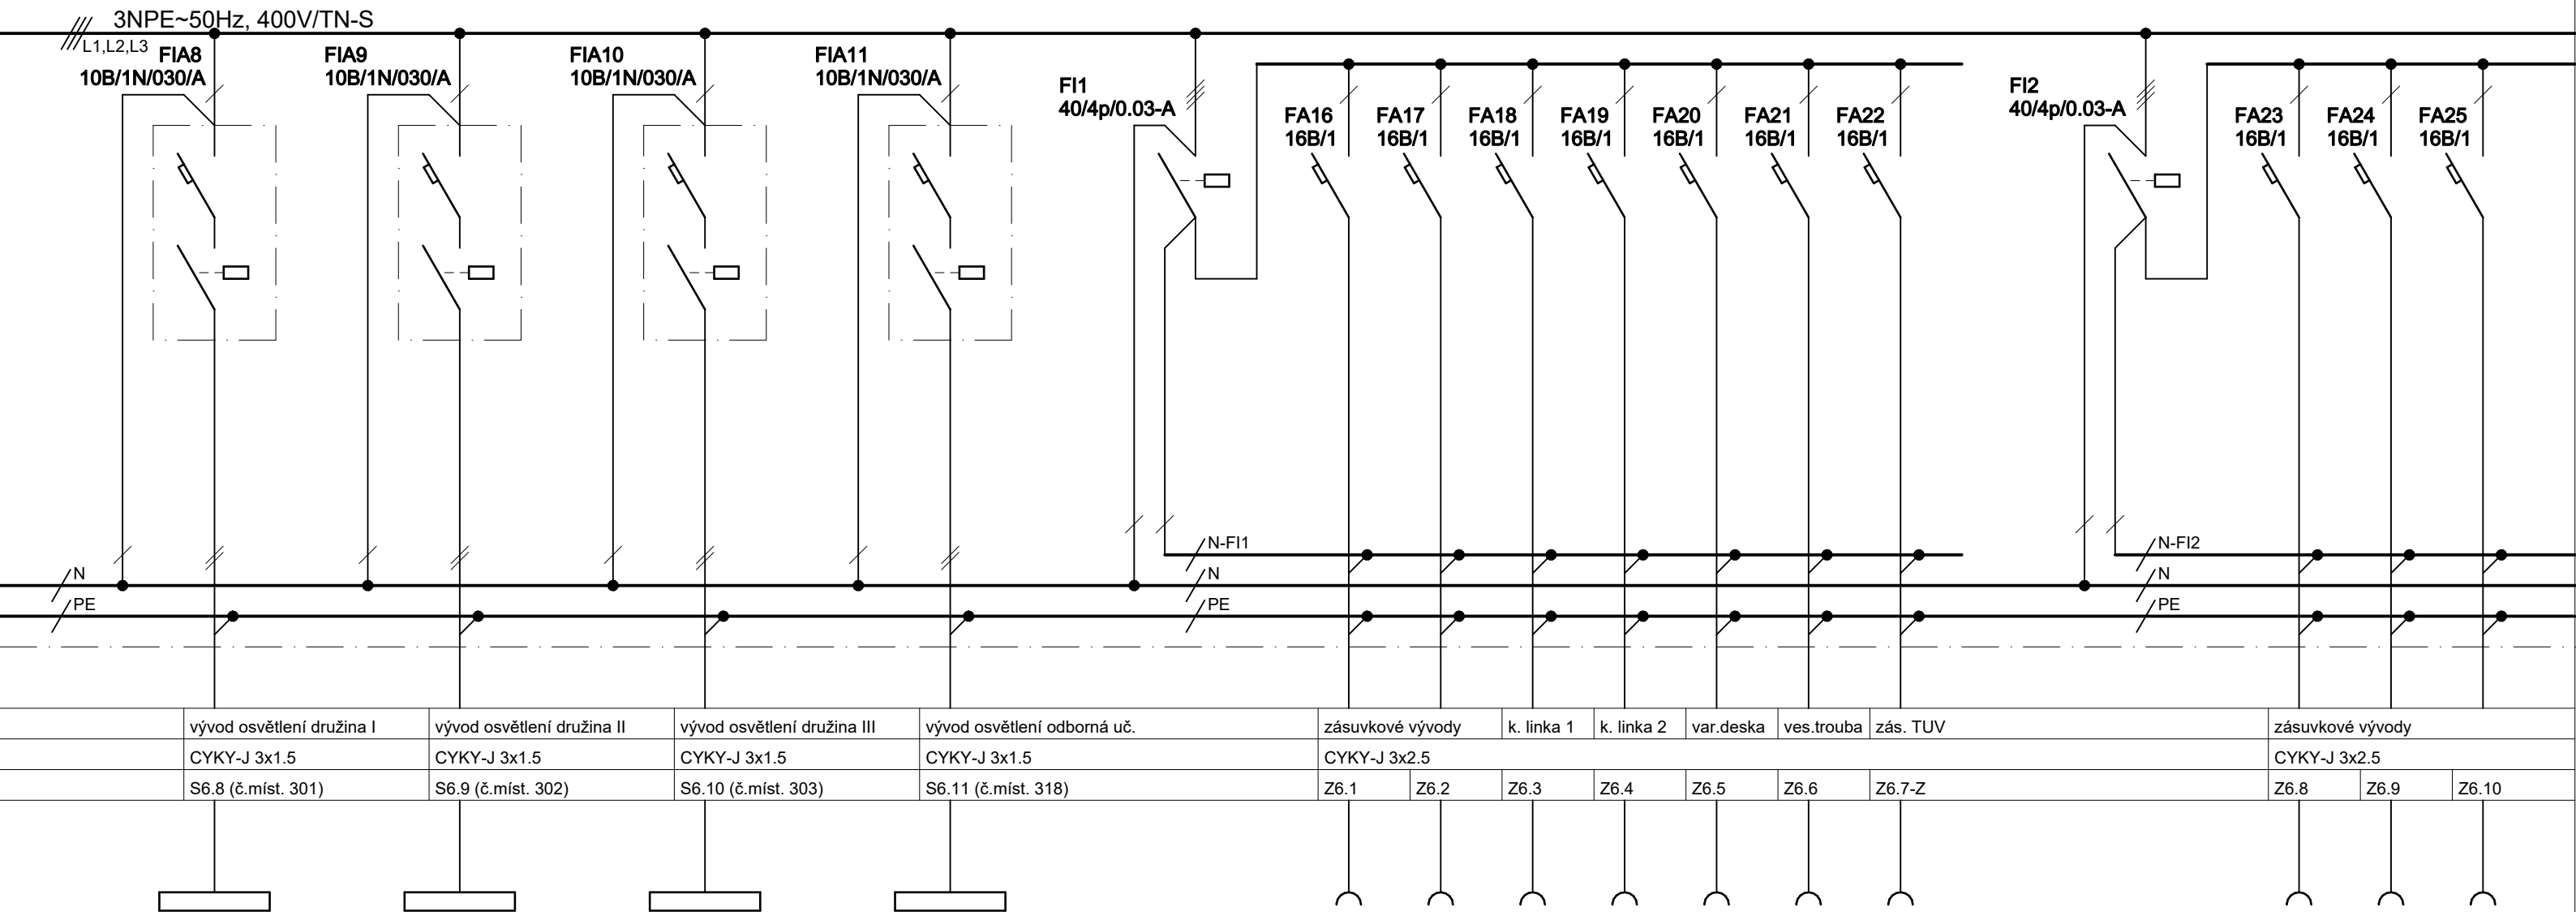 3NPE~50Hz, 400V/TN-S
L1,L2,L3
FIA8
10B/1N/030/A
FIA9
10B/1N/030/A
FIA10
10B/1N/030/A
FIA11
10B/1N/030/A
FI1
40/4p/0.03-A
FA16
16B/1
FA17
16B/1
FA18
16B/1
FA19
16B/1
FA20
16B/1
FA21
16B/1
FA22
16B/1
FI2
40/4p/0.03-A
FA23
16B/1
FA24
16B/1
FA25
16B/1
N-FI1
N-FI2
N
N
N
PE
PE
PE
vývod osvětlení družina I
vývod osvětlení družina II
vývod osvětlení družina III
vývod osvětlení odborná uč.
zásuvkové vývody
k. linka 1
k. linka 2
var.deska
ves.trouba
zás. TUV
zásuvkové vývody
CYKY-J 3x1.5
CYKY-J 3x1.5
CYKY-J 3x1.5
CYKY-J 3x1.5
CYKY-J 3x2.5
CYKY-J 3x2.5
S6.8 (č.míst. 301)
S6.9 (č.míst. 302)
S6.10 (č.míst. 303)
S6.11 (č.míst. 318)
Z6.1
Z6.2
Z6.3
Z6.4
Z6.5
Z6.6
Z6.7-Z
Z6.8
Z6.9
Z6.10